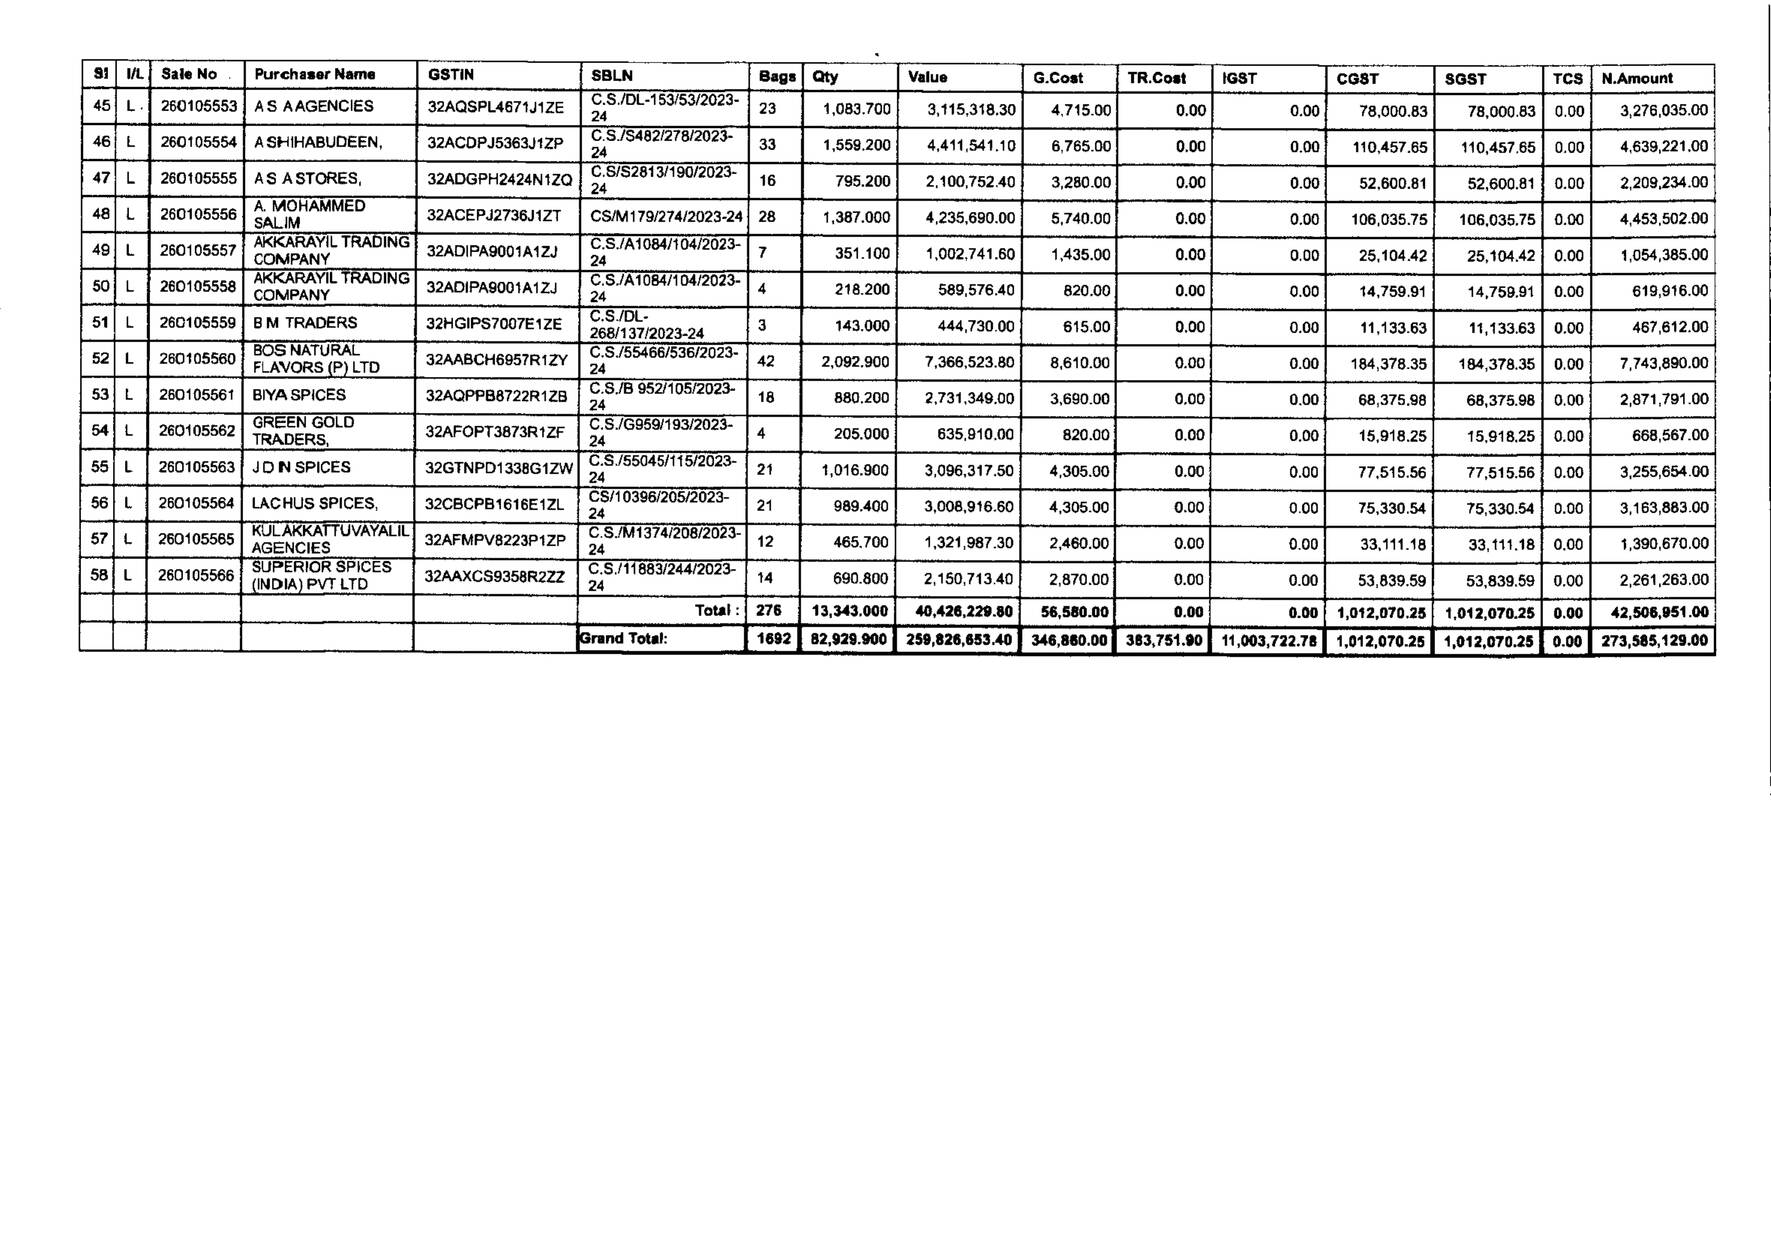 Sl I/L Sale No Purchaser Name GSTIN SBLN Bags Qty Value G.Cost TR.Cost IGST CGST SGST TCS N.Amount
45 L 260105553 A S A AGENCIES 32AQSPL4671J1ZE C.S./DL-153/53/2023-24 23 1,083.700 3,115,318.30 4,715.00 0.00 0.00 78,000.83 78,000.83 0.00 3,276,035.00
46 L 260105554 A SHIHABUDEEN, 32ACDPJ5363J1ZP C.S./S482/278/2023-24 33 1,559.200 4,411,541.10 6,765.00 0.00 0.00 110,457.65 110,457.65 0.00 4,639,221.00
47 L 260105555 A S A STORES, 32ADGPH2424N1ZQ C.S/S2813/190/2023-24 16 795.200 2,100,752.40 3,280.00 0.00 0.00 52,600.81 52,600.81 0.00 2,209,234.00
48 L 260105556 A. MOHAMMED SALIM 32ACEPJ2736J1ZT CS/M179/274/2023-24 28 1,387.000 4,235,690.00 5,740.00 0.00 0.00 106,035.75 106,035.75 0.00 4,453,502.00
49 L 260105557 AKKARAYIL TRADING COMPANY 32ADIPA9001A1ZJ C.S./A1084/104/2023-24 7 351.100 1,002,741.60 1,435.00 0.00 0.00 25,104.42 25,104.42 0.00 1,054,385.00
50 L 260105558 AKKARAYIL TRADING COMPANY 32ADIPA9001A1ZJ C.S./A1084/104/2023-24 4 218.200 589,576.40 820.00 0.00 0.00 14,759.91 14,759.91 0.00 619,916.00
51 L 260105559 B M TRADERS 32HGIPS7007E1ZE C.S./DL-268/137/2023-24 3 143.000 444,730.00 615.00 0.00 0.00 11,133.63 11,133.63 0.00 467,612.00
52 L 260105560 BOS NATURAL FLAVORS (P) LTD 32AABCH6957R1ZY C.S./55466/536/2023-24 42 2,092.900 7,366,523.80 8,610.00 0.00 0.00 184,378.35 184,378.35 0.00 7,743,890.00
53 L 260105561 BIYA SPICES 32AQPPB8722R1ZB C.S./B 952/105/2023-24 18 880.200 2,731,349.00 3,690.00 0.00 0.00 68,375.98 68,375.98 0.00 2,871,791.00
54 L 260105562 GREEN GOLD TRADERS, 32AFOPT3873R1ZF C.S./G959/193/2023-24 4 205.000 635,910.00 820.00 0.00 0.00 15,918.25 15,918.25 0.00 668,567.00
55 L 260105563 J D N SPICES 32GTNPD1338G1ZW C.S./55045/115/2023-24 21 1,016.900 3,096,317.50 4,305.00 0.00 0.00 77,515.56 77,515.56 0.00 3,255,654.00
56 L 260105564 LACHUS SPICES, 32CBCPB1616E1ZL CS/10396/205/2023-24 21 989.400 3,008,916.60 4,305.00 0.00 0.00 75,330.54 75,330.54 0.00 3,163,883.00
57 L 260105565 KULAKKATTUVAYALIL AGENCIES 32AFMPV8223P1ZP C.S./M1374/208/2023-24 12 465.700 1,321,987.30 2,460.00 0.00 0.00 33,111.18 33,111.18 0.00 1,390,670.00
58 L 260105566 SUPERIOR SPICES (INDIA) PVT LTD 32AAXCS9358R2ZZ C.S./11883/244/2023-24 14 690.800 2,150,713.40 2,870.00 0.00 0.00 53,839.59 53,839.59 0.00 2,261,263.00
Total : 276 13,343.000 40,426,229.80 56,580.00 0.00 0.00 1,012,070.25 1,012,070.25 0.00 42,506,951.00
Grand Total: 1692 82,929.900 259,826,653.40 346,860.00 383,751.90 11,003,722.78 1,012,070.25 1,012,070.25 0.00 273,585,129.00